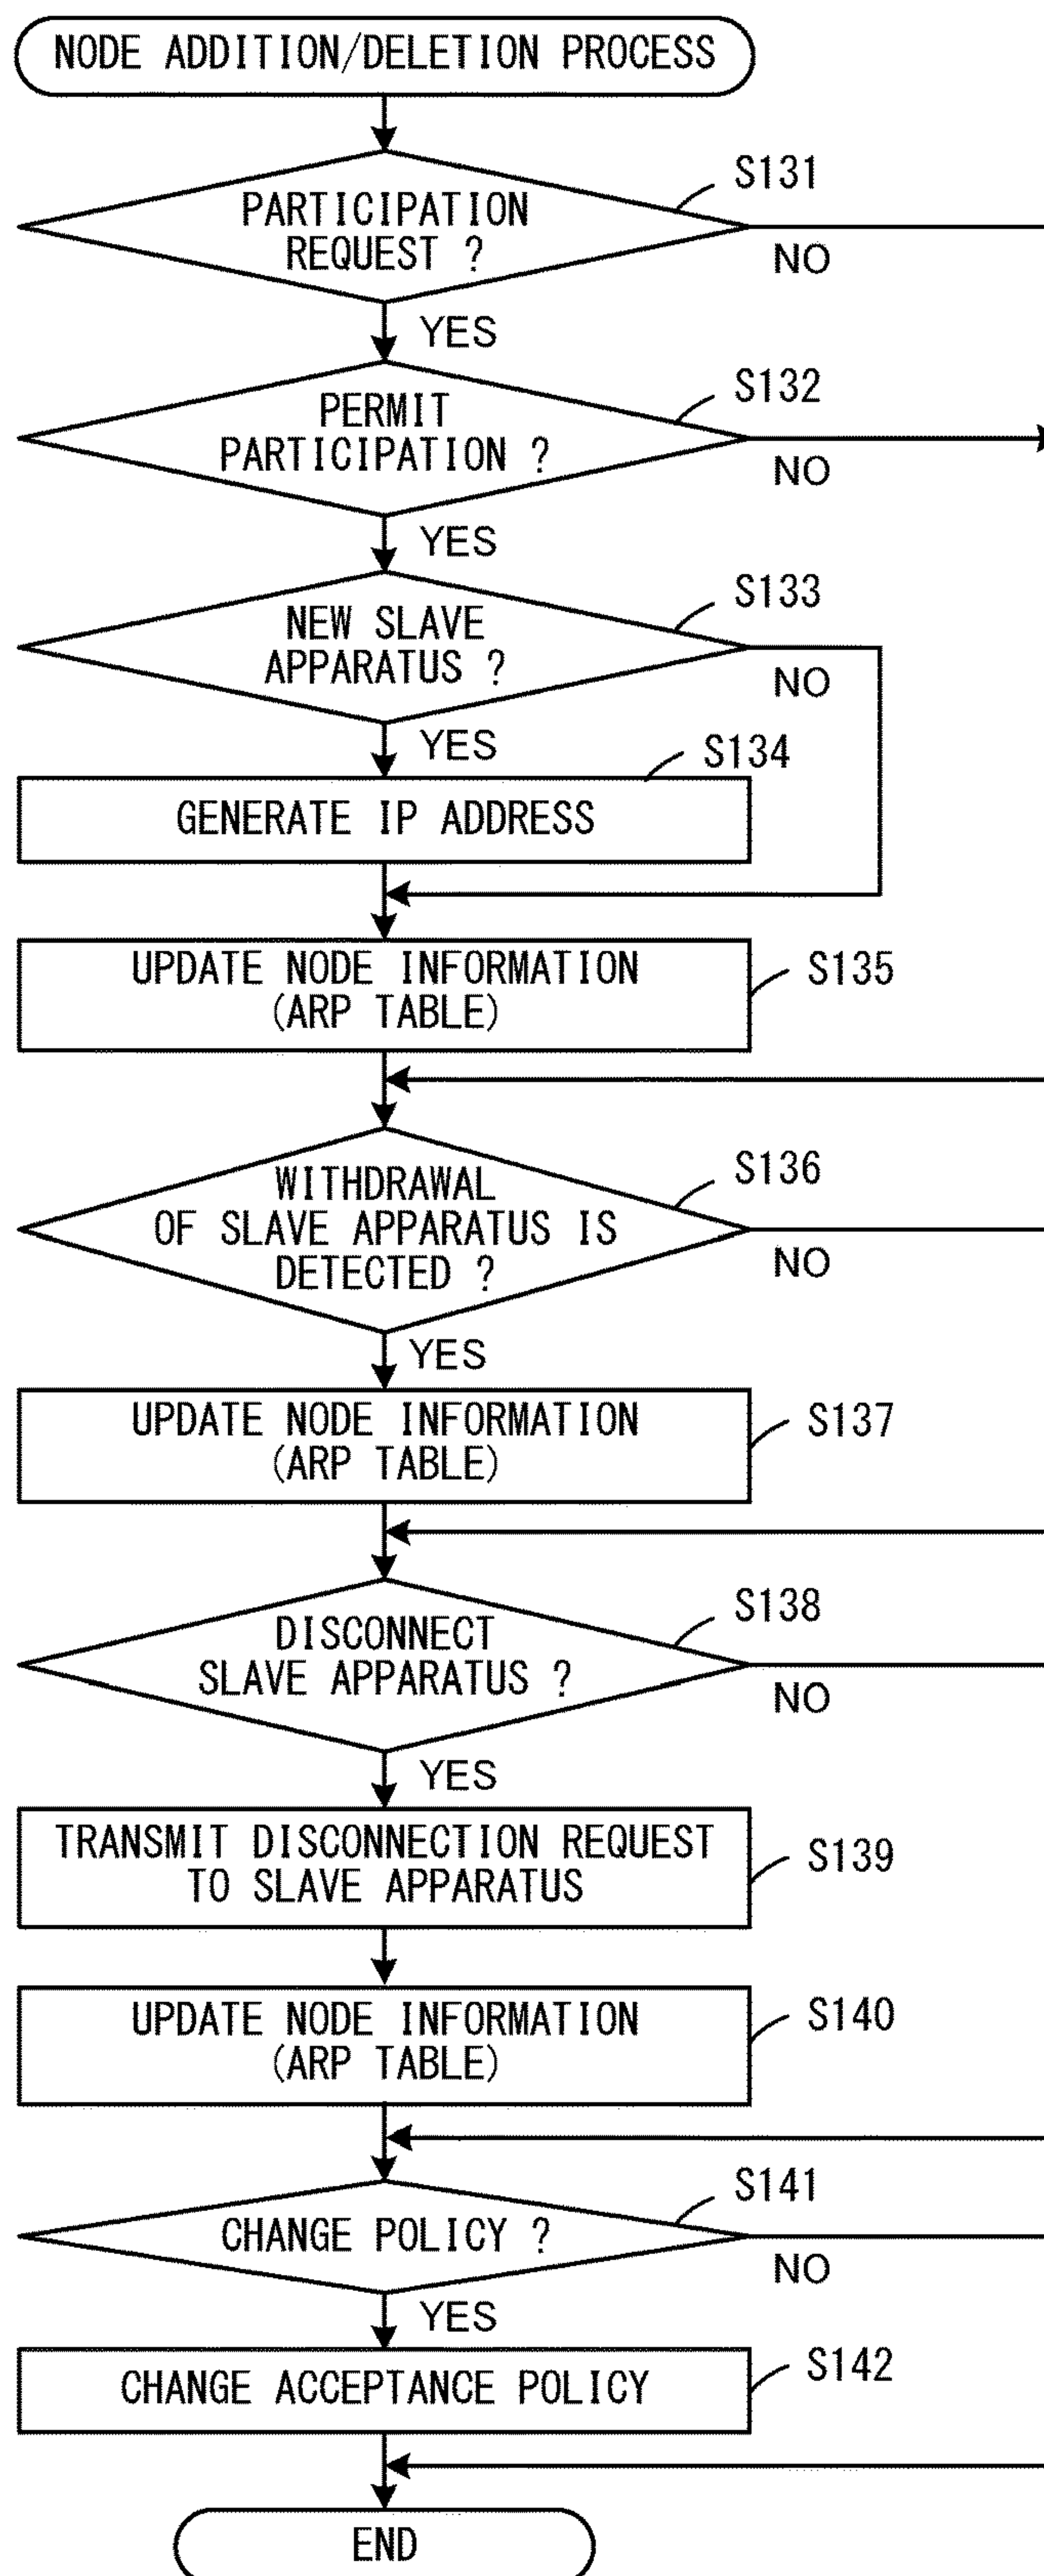 NODE ADDITION/DELETION PROCESS
S131
PARTICIPATION
REQUEST ?
NO
YES
S132
PERMIT
PARTICIPATION ?
NO
YES
S133
NEW SLAVE
APPARATUS ?
NO
YES
S134
GENERATE IP ADDRESS
UPDATE NODE INFORMATION
(ARP TABLE)
S135
S136
WITHDRAWAL
OF SLAVE APPARATUS IS
DETECTED ?
NO
YES
UPDATE NODE INFORMATION
(ARP TABLE)
S137
S138
DISCONNECT
SLAVE APPARATUS ?
NO
YES
TRANSMIT DISCONNECTION REQUEST
TO SLAVE APPARATUS
S139
UPDATE NODE INFORMATION
(ARP TABLE)
S140
S141
CHANGE POLICY ?
NO
YES
S142
CHANGE ACCEPTANCE POLICY
END